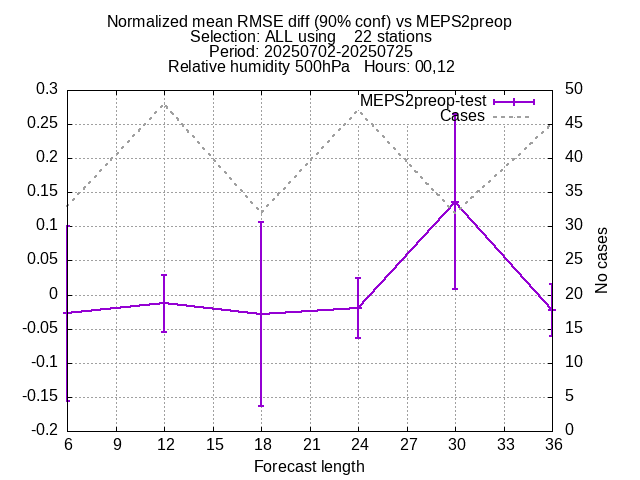 Normalized mean RMSE diff (90% conf) vs MEPS2preop
Selection: ALL using    22 stations
Period: 20250702-20250725
Relative humidity 500hPa   Hours: 00,12
MEPS2preop-test
Cases
0.3
0.25
0.2
0.15
0.1
0.05
0
-0.05
-0.1
-0.15
-0.2
50
45
40
35
30
25
20
15
10
5
0
No cases
6 9 12 15 18 21 24 27 30 33 36
Forecast length